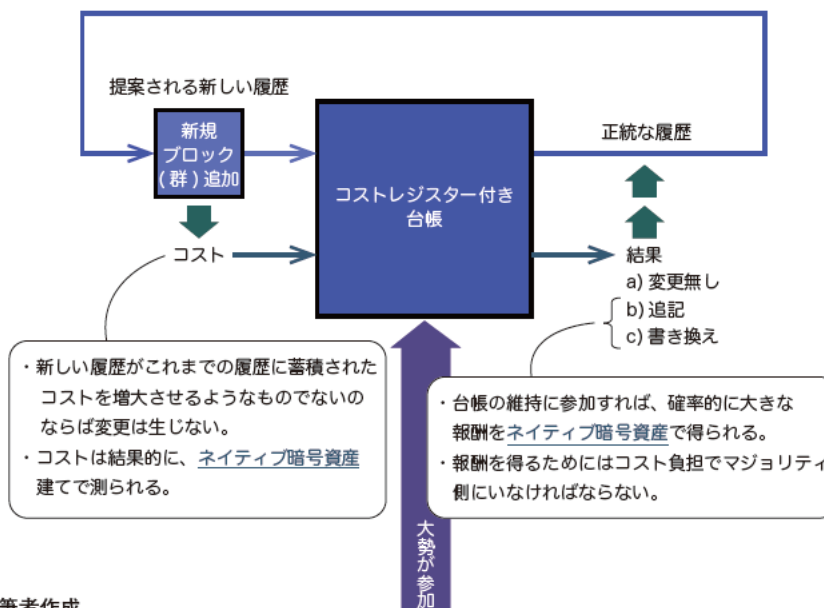 提案される新しい履歴
新規
ブロック
(群)追加
コストレジスター付き
台帳
正統な履歴
コスト
結果
a) 変更無し
b) 追記
c) 書き換え
・新しい履歴がこれまでの履歴に蓄積された
コストを増大させるようなものでないの
ならば変更は生じない。
・コストは結果的に、ネイティブ暗号資産
建てで測られる。
・台帳の維持に参加すれば、確率的に大きな
報酬をネイティブ暗号資産で得られる。
・報酬を得るためにはコスト負担でマジョリティ
側にいなければならない。
大勢が参加
筆者作成